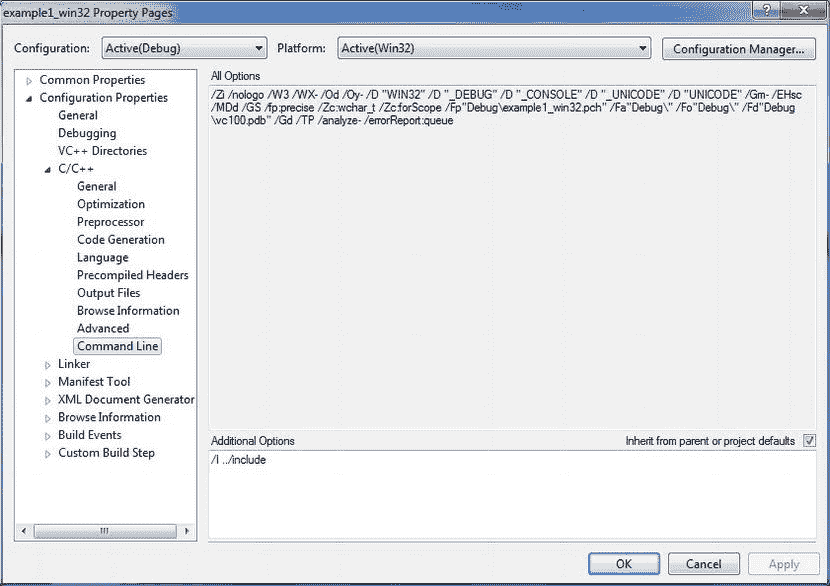 example1_win32 Property Pages
Configuration: Active(Debug) Platform: Active(Win32) Configuration Manager...
Common Properties
Configuration Properties
General
Debugging
VC++ Directories
C/C++
General
Optimization
Preprocessor
Code Generation
Language
Precompiled Headers
Output Files
Browse Information
Advanced
Command Line
Linker
Manifest Tool
XML Document Generator
Browse Information
Build Events
Custom Build Step
All Options
/Zi /nologo /W3 /WX- /Od /Oy- /D "WIN32" /D "_DEBUG" /D "_CONSOLE" /D "_UNICODE" /D "UNICODE" /Gm- /EHsc
/MDd /GS /fp:precise /Zc:wchar_t /Zc:forScope /Fp"Debug\example1_win32.pch" /Fa"Debug\" /Fo"Debug\" /Fd"Debug
\vc100.pdb" /Gd /TP /analyze- /errorReport:queue
Additional Options Inherit from parent or project defaults
/I ../include
OK Cancel Apply